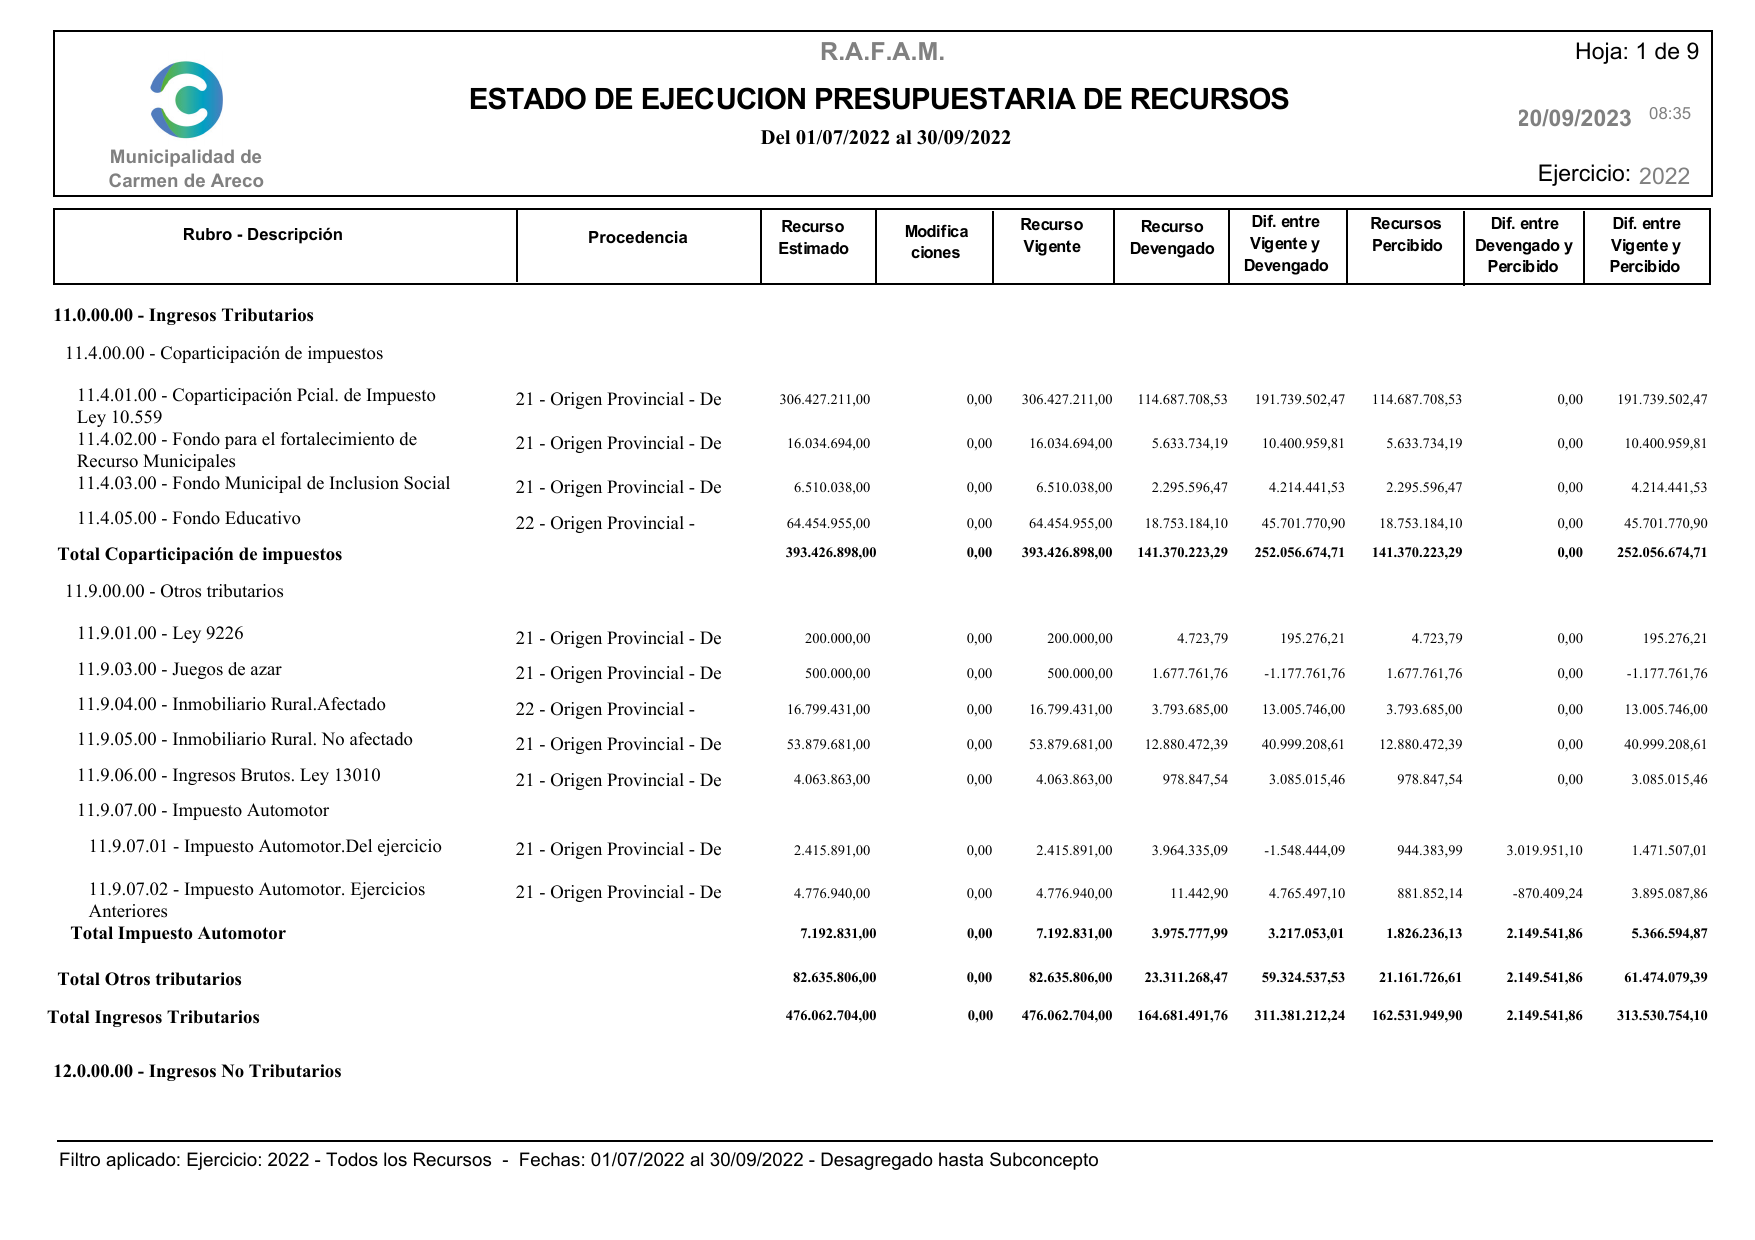 R.A.F.A.M.
Hoja: 1 de 9
ESTADO DE EJECUCION PRESUPUESTARIA DE RECURSOS
20/09/2023 08:35
Del 01/07/2022 al 30/09/2022
Municipalidad de
Carmen de Areco
Ejercicio: 2022
Rubro - Descripción
Procedencia
Recurso
Estimado
Modifica
ciones
Recurso
Vigente
Recurso
Devengado
Dif. entre
Vigente y
Devengado
Recursos
Percibido
Dif. entre
Devengado y
Percibido
Dif. entre
Vigente y
Percibido
11.0.00.00 - Ingresos Tributarios
11.4.00.00 - Coparticipación de impuestos
11.4.01.00 - Coparticipación Pcial. de Impuesto 21 - Origen Provincial - De 306.427.211,00 0,00 306.427.211,00 114.687.708,53 191.739.502,47 114.687.708,53 0,00 191.739.502,47
Ley 10.559
11.4.02.00 - Fondo para el fortalecimiento de 21 - Origen Provincial - De 16.034.694,00 0,00 16.034.694,00 5.633.734,19 10.400.959,81 5.633.734,19 0,00 10.400.959,81
Recurso Municipales
11.4.03.00 - Fondo Municipal de Inclusion Social 21 - Origen Provincial - De 6.510.038,00 0,00 6.510.038,00 2.295.596,47 4.214.441,53 2.295.596,47 0,00 4.214.441,53
11.4.05.00 - Fondo Educativo 22 - Origen Provincial - 64.454.955,00 0,00 64.454.955,00 18.753.184,10 45.701.770,90 18.753.184,10 0,00 45.701.770,90
Total Coparticipación de impuestos 393.426.898,00 0,00 393.426.898,00 141.370.223,29 252.056.674,71 141.370.223,29 0,00 252.056.674,71
11.9.00.00 - Otros tributarios
11.9.01.00 - Ley 9226 21 - Origen Provincial - De 200.000,00 0,00 200.000,00 4.723,79 195.276,21 4.723,79 0,00 195.276,21
11.9.03.00 - Juegos de azar 21 - Origen Provincial - De 500.000,00 0,00 500.000,00 1.677.761,76 -1.177.761,76 1.677.761,76 0,00 -1.177.761,76
11.9.04.00 - Inmobiliario Rural.Afectado 22 - Origen Provincial - 16.799.431,00 0,00 16.799.431,00 3.793.685,00 13.005.746,00 3.793.685,00 0,00 13.005.746,00
11.9.05.00 - Inmobiliario Rural. No afectado 21 - Origen Provincial - De 53.879.681,00 0,00 53.879.681,00 12.880.472,39 40.999.208,61 12.880.472,39 0,00 40.999.208,61
11.9.06.00 - Ingresos Brutos. Ley 13010 21 - Origen Provincial - De 4.063.863,00 0,00 4.063.863,00 978.847,54 3.085.015,46 978.847,54 0,00 3.085.015,46
11.9.07.00 - Impuesto Automotor
11.9.07.01 - Impuesto Automotor.Del ejercicio 21 - Origen Provincial - De 2.415.891,00 0,00 2.415.891,00 3.964.335,09 -1.548.444,09 944.383,99 3.019.951,10 1.471.507,01
11.9.07.02 - Impuesto Automotor. Ejercicios 21 - Origen Provincial - De 4.776.940,00 0,00 4.776.940,00 11.442,90 4.765.497,10 881.852,14 -870.409,24 3.895.087,86
Anteriores
Total Impuesto Automotor 7.192.831,00 0,00 7.192.831,00 3.975.777,99 3.217.053,01 1.826.236,13 2.149.541,86 5.366.594,87
Total Otros tributarios 82.635.806,00 0,00 82.635.806,00 23.311.268,47 59.324.537,53 21.161.726,61 2.149.541,86 61.474.079,39
Total Ingresos Tributarios 476.062.704,00 0,00 476.062.704,00 164.681.491,76 311.381.212,24 162.531.949,90 2.149.541,86 313.530.754,10
12.0.00.00 - Ingresos No Tributarios
Filtro aplicado: Ejercicio: 2022 - Todos los Recursos - Fechas: 01/07/2022 al 30/09/2022 - Desagregado hasta Subconcepto